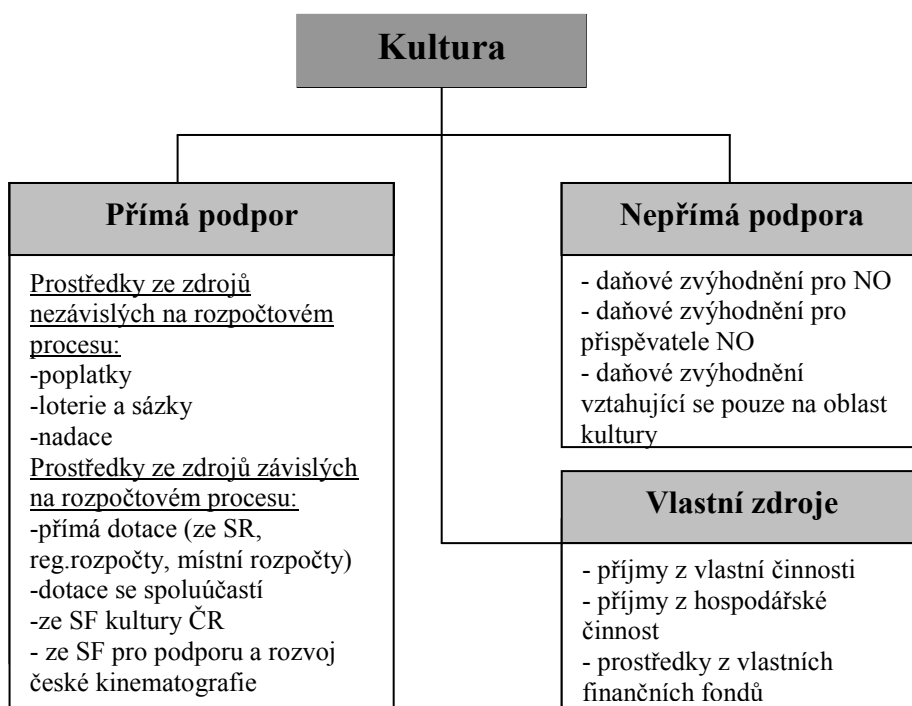 Kultura
Přímá podpor
Prostředky ze zdrojů
nezávislých na rozpočtovém
procesu:
-poplatky
-loterie a sázky
-nadace
Prostředky ze zdrojů závislých
na rozpočtovém procesu:
-přímá dotace (ze SR,
reg.rozpočty, místní rozpočty)
-dotace se spoluúčastí
-ze SF kultury ČR
- ze SF pro podporu a rozvoj
české kinematografie
Nepřímá podpora
- daňové zvýhodnění pro NO
- daňové zvýhodnění pro
přispěvatele NO
- daňové zvýhodnění
vztahující se pouze na oblast
kultury
Vlastní zdroje
- příjmy z vlastní činnosti
- příjmy z hospodářské
činnost
- prostředky z vlastních
finančních fondů